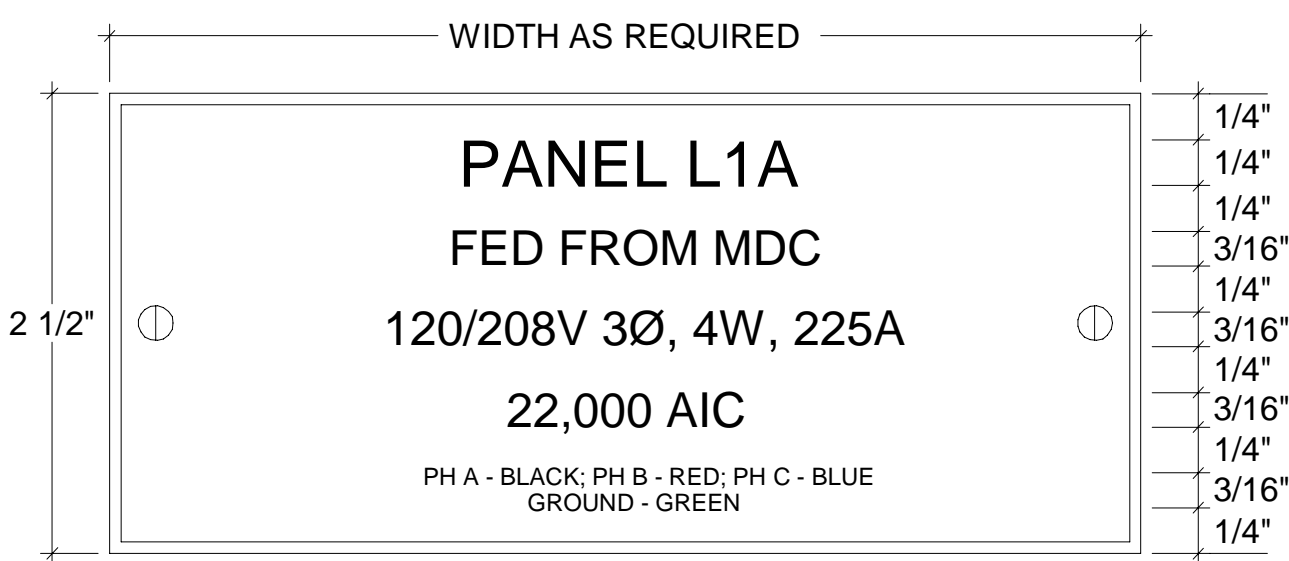 WIDTH AS REQUIRED
2 1/2"
PANEL L1A
FED FROM MDC
120/208V 3Ø, 4W, 225A
22,000 AIC
PH A - BLACK; PH B - RED; PH C - BLUE
GROUND - GREEN
1/4"
1/4"
1/4"
3/16"
1/4"
3/16"
1/4"
3/16"
1/4"
3/16"
1/4"